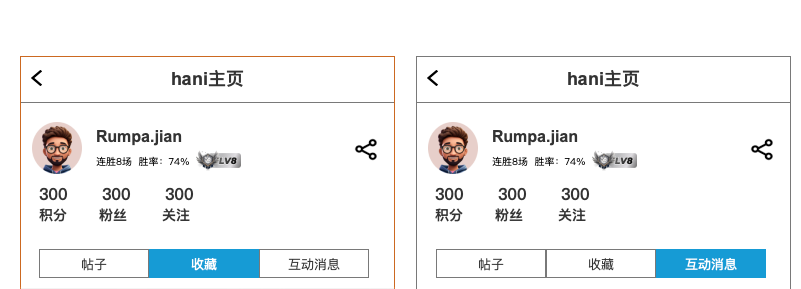 hani主页
Rumpa.jian
连胜8场 胜率：74% LV8
300 300 300
积分 粉丝 关注
帖子 收藏 互动消息
hani主页
Rumpa.jian
连胜8场 胜率：74% LV8
300 300 300
积分 粉丝 关注
帖子 收藏 互动消息